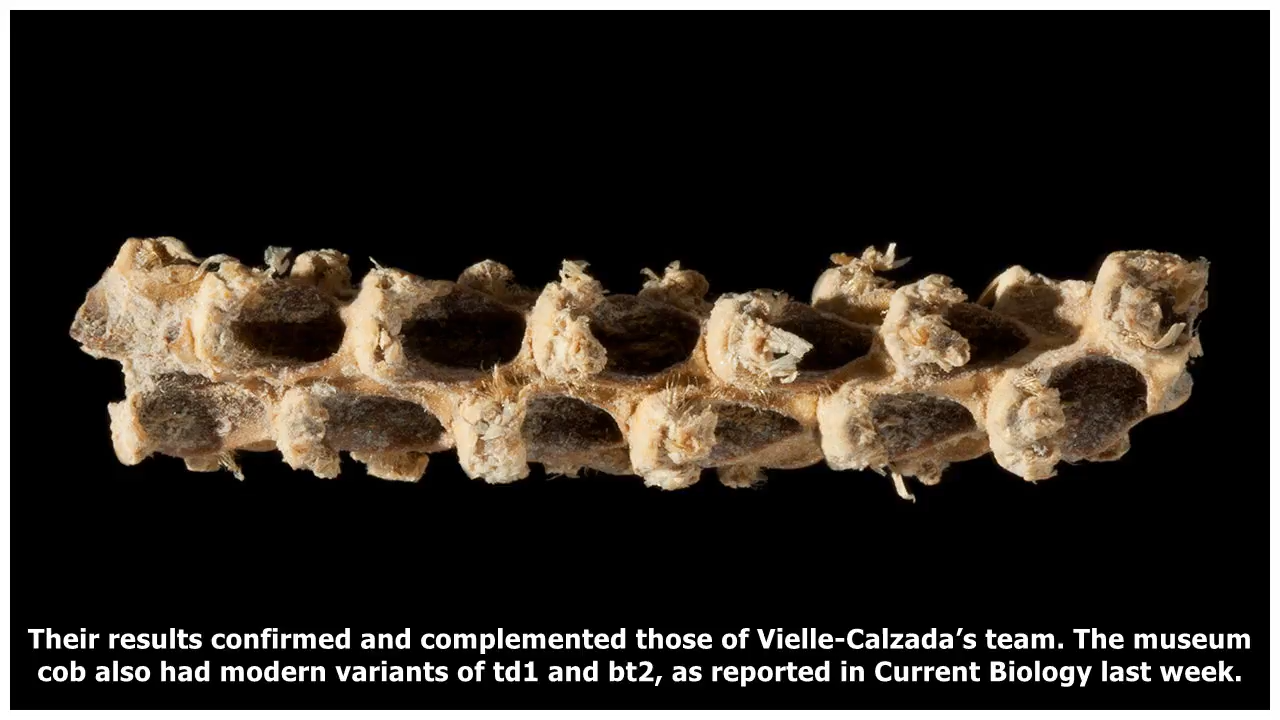 Their results confirmed and complemented those of Vielle-Calzada’s team. The museum
cob also had modern variants of td1 and bt2, as reported in Current Biology last week.